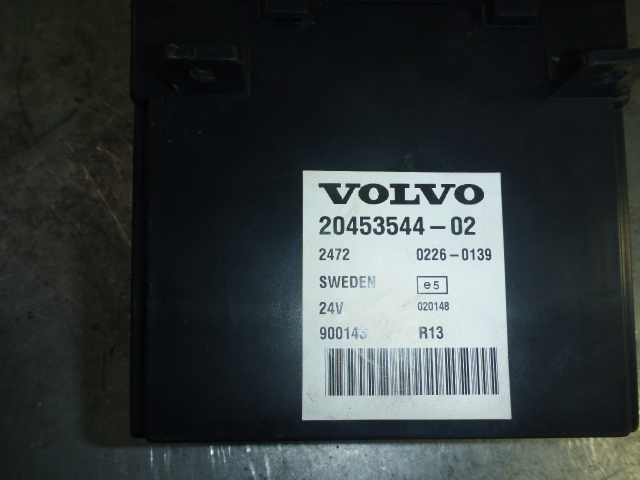 VOLVO
20453544-02
2472 0226-0139
SWEDEN e5
24V 020148
900143 R13